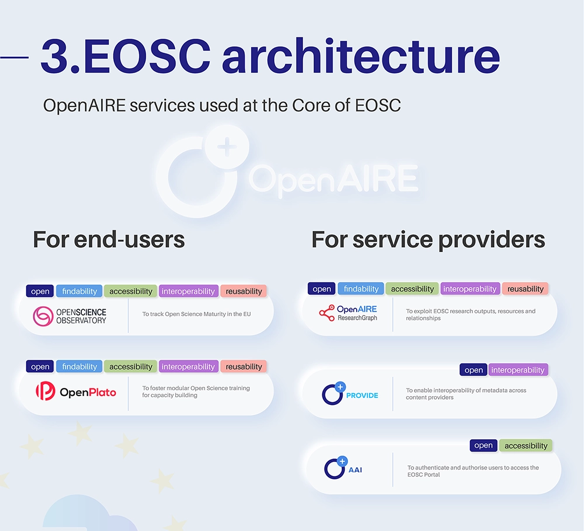 3.EOSC architecture
OpenAIRE services used at the Core of EOSC
OpenAIRE
For end-users
open findability accessibility interoperability reusability
OPENSCIENCE
OBSERVATORY
To track Open Science Maturity in the EU
open findability accessibility interoperability reusability
OpenPlato
To foster modular Open Science training
for capacity building
For service providers
open findability accessibility interoperability reusability
OpenAIRE
ResearchGraph
To exploit EOSC research outputs, resources and
relationships
open interoperability
PROVIDE
To enable interoperability of metadata across
content providers
open accessibility
AAI
To authenticate and authorise users to access the
EOSC Portal